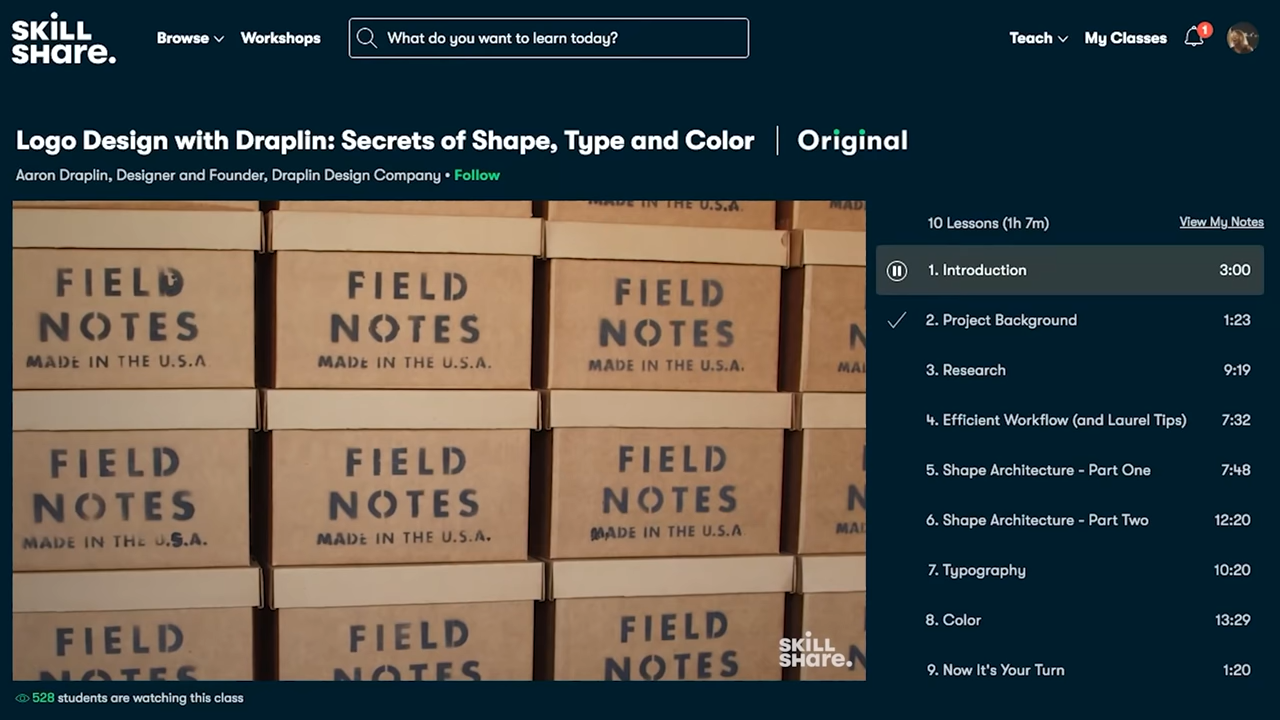 SKILL
SHare.
Browse
Workshops
What do you want to learn today?
Teach
My Classes
1
Logo Design with Draplin: Secrets of Shape, Type and Color | Original
Aaron Draplin, Designer and Founder, Draplin Design Company • Follow
MADE IN THE U.S.A.
MAD
FIELD
NOTES
MADE IN THE U.S.A
FIELD
NOTES
MADE IN THE U.S.A.
FIELD
NOTES
MADE IN THE U.S.A.
N
MA
FIELD
NOTES
MADE IN THE U.S.A.
FIELD
NOTES
MADE IN THE U.S.A.
FIELD
NOTES
MADE IN THE U.S.A
N
MAD
FIELD
NOTES
FIELD
NOTES
FIELD
NOTES
SKILL
SHare.
10 Lessons (1h 7m)
View My Notes
1. Introduction 3:00
2. Project Background 1:23
3. Research 9:19
4. Efficient Workflow (and Laurel Tips) 7:32
5. Shape Architecture - Part One 7:48
6. Shape Architecture - Part Two 12:20
7. Typography 10:20
8. Color 13:29
9. Now It's Your Turn 1:20
528 students are watching this class